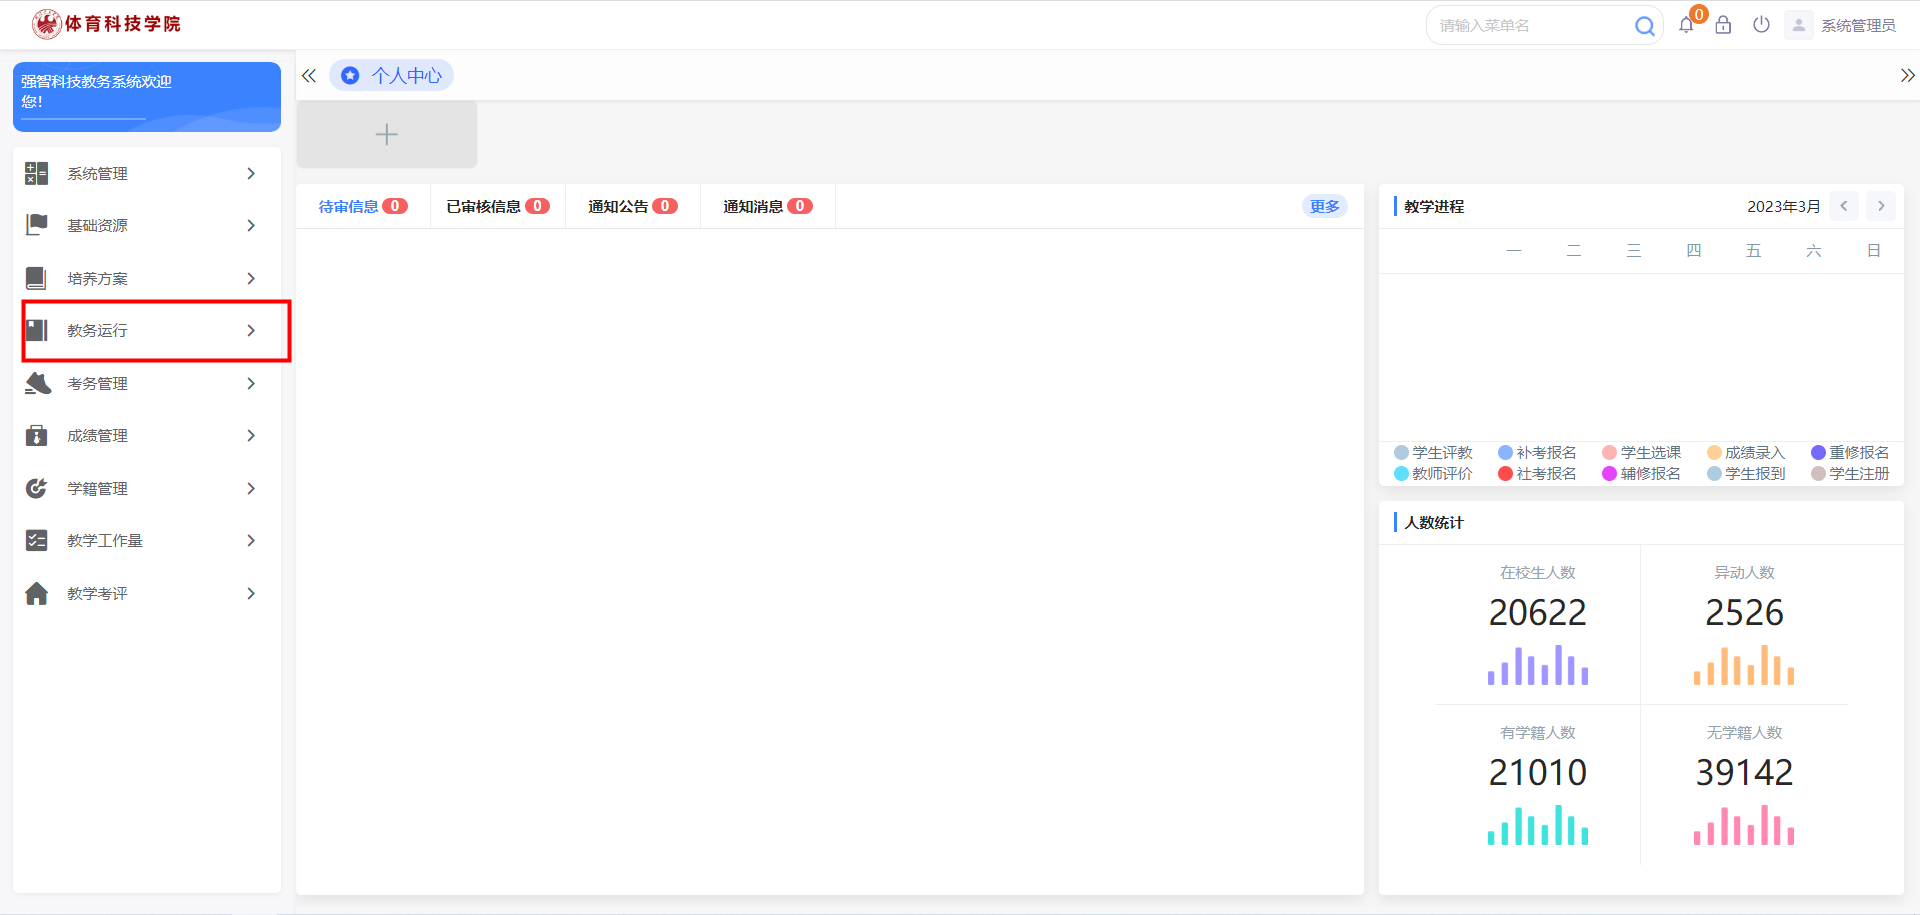 体育科技学院
请输入菜单名
0
系统管理员
强智科技教务系统欢迎
您!
个人中心
系统管理
基础资源
培养方案
教务运行
考务管理
成绩管理
学籍管理
教学工作量
教学考评
待审信息 0
已审核信息 0
通知公告 0
通知消息 0
更多
教学进程
2023年3月
一 二 三 四 五 六 日
学生评教 补考报名 学生选课 成绩录入 重修报名
教师评价 社考报名 辅修报名 学生报到 学生注册
人数统计
在校生人数 异动人数
20622 2526
有学籍人数 无学籍人数
21010 39142